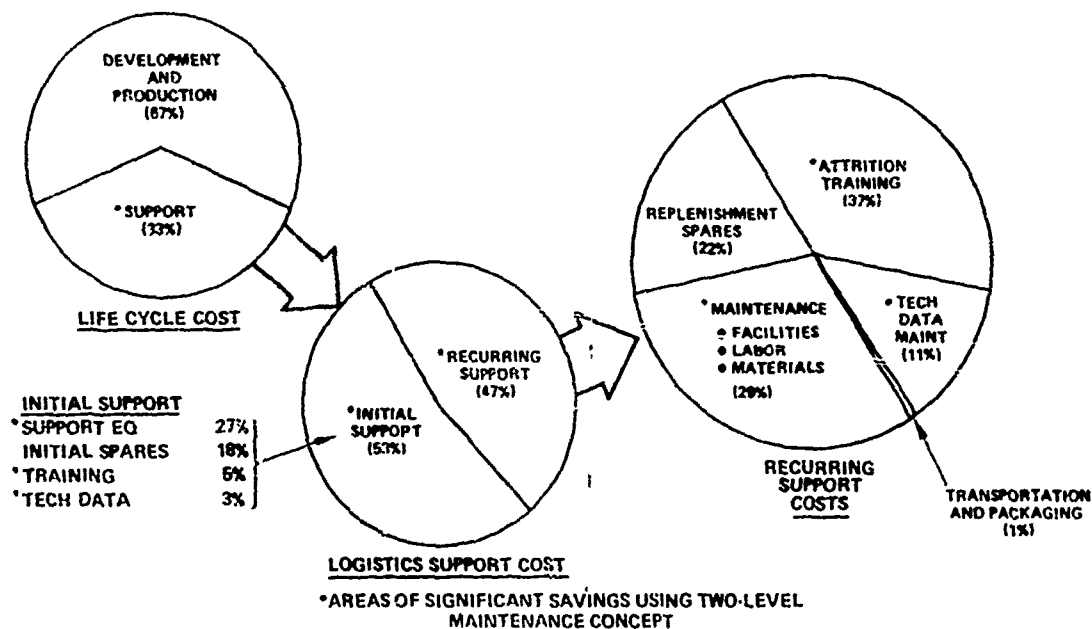 DEVELOPMENT
AND
PRODUCTION
(67%)
*SUPPORT
(33%)
LIFE CYCLE COST
*RECURRING
SUPPORT
(47%)
*INITIAL
SUPPORT
(53%)
INITIAL SUPPORT
*SUPPORT EQ 27%
INITIAL SPARES 18%
*TRAINING 5%
*TECH DATA 3%
LOGISTICS SUPPORT COST
*ATTRITION
TRAINING
(37%)
REPLENISHMENT
SPARES
(22%)
*MAINTENANCE
• FACILITIES
• LABOR
• MATERIALS
(29%)
• TECH
DATA
MAINT
(11%)
RECURRING
SUPPORT
COSTS
TRANSPORTATION
AND PACKAGING
(1%)
*AREAS OF SIGNIFICANT SAVINGS USING TWO-LEVEL
MAINTENANCE CONCEPT